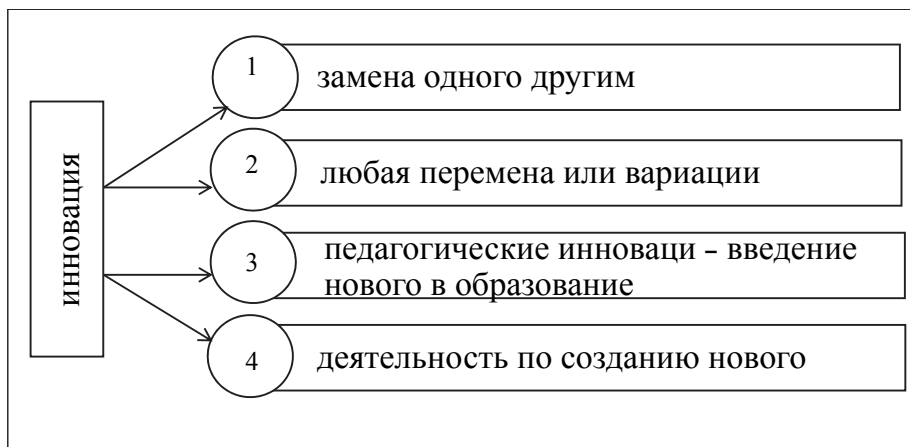 инновация
1
замена одного другим
2
любая перемена или вариации
3
педагогические инноваци – введение
нового в образование
4
деятельность по созданию нового